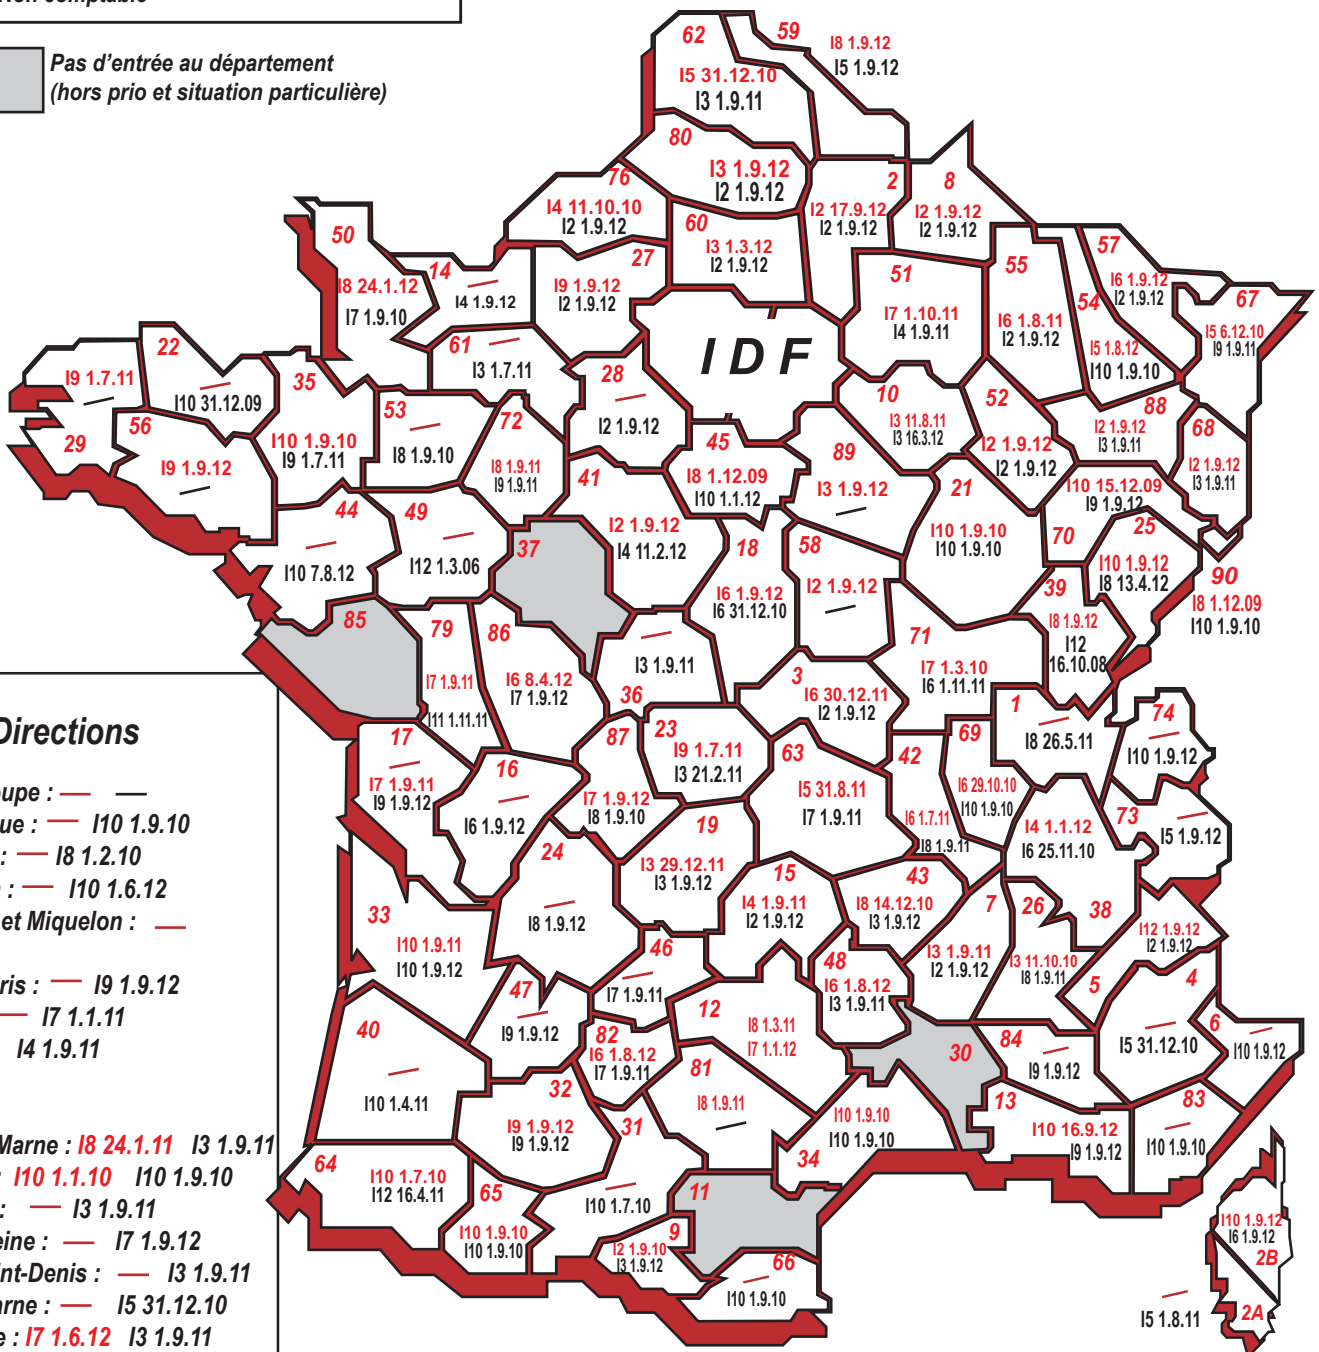 Non comptable
Pas d'entrée au département
(hors prio et situation particulière)
62
59
I8 1.9.12
I5 1.9.12
I5 31.12.10
I3 1.9.11
80
I3 1.9.12
I2 1.9.12
76
I4 11.10.10
I2 1.9.12
60
I3 1.3.12
I2 1.9.12
2
I2 17.9.12
I2 1.9.12
8
I2 1.9.12
I2 1.9.12
50
I8 24.1.12
I7 1.9.10
14
—
I4 1.9.12
27
I9 1.9.12
I2 1.9.12
51
I7 1.10.11
I4 1.9.11
55
I6 1.8.11
I2 1.9.12
57
I6 1.9.12
I2 1.9.12
54
I5 1.8.12
I10 1.9.10
67
I5 6.12.10
I9 1.9.11
IDF
61
—
I3 1.7.11
22
—
I10 31.12.09
I9 1.7.11
—
29
56
I9 1.9.12
—
35
I10 1.9.10
I9 1.7.11
53
—
I8 1.9.10
72
I8 1.9.11
I9 1.9.11
28
—
I2 1.9.12
10
I3 11.8.11
I3 16.3.12
52
I2 1.9.12
I2 1.9.12
88
I2 1.9.12
I3 1.9.11
68
I2 1.9.12
I3 1.9.11
45
I8 1.12.09
I10 1.1.12
89
I3 1.9.12
—
41
I2 1.9.12
I4 11.2.12
21
I10 1.9.10
I10 1.9.10
I10 15.12.09
I9 1.9.12
70
25
I10 1.9.12
I8 13.4.12
90
I8 1.12.09
I10 1.9.10
44
—
I10 7.8.12
49
—
I12 1.3.06
37
18
I6 1.9.12
I6 31.12.10
58
I2 1.9.12
—
39
I8 1.9.12
I12
16.10.08
85
79
I7 1.9.11
I11 1.11.11
86
I6 8.4.12
I7 1.9.12
—
I3 1.9.11
36
71
I7 1.3.10
I6 1.11.11
3
I6 30.12.11
I2 1.9.12
1
—
I8 26.5.11
74
—
I10 1.9.12
17
—
I7 1.9.11
I9 1.9.12
16
—
I6 1.9.12
87
I7 1.9.12
I8 1.9.10
23
I9 1.7.11
I3 21.2.11
63
I5 31.8.11
I7 1.9.11
42
I6 1.7.11
I8 1.9.11
69
I6 29.10.10
I10 1.9.10
I4 1.1.12
I6 25.11.10
38
73
—
I5 1.9.12
24
—
I8 1.9.12
19
I3 29.12.11
I3 1.9.12
15
I4 1.9.11
I2 1.9.12
43
I8 14.12.10
I3 1.9.12
7
I3 1.9.11
I2 1.9.12
26
I3 11.10.10
I8 1.9.11
I12 1.9.12
I2 1.9.12
5
33
I10 1.9.11
I10 1.9.12
47
I9 1.9.12
46
—
I7 1.9.11
12
I8 1.3.11
I7 1.1.12
48
I6 1.8.12
I3 1.9.11
4
—
I5 31.12.10
6
—
I10 1.9.12
40
—
I10 1.4.11
82
I6 1.8.12
I7 1.9.11
30
84
—
I9 1.9.12
32
I9 1.9.12
I9 1.9.12
31
—
I10 1.7.10
81
I8 1.9.11
—
34
I10 1.9.10
I10 1.9.10
13
I10 16.9.12
I9 1.9.12
83
—
I10 1.9.10
64
I10 1.7.10
I12 16.4.11
65
I10 1.9.10
I10 1.9.10
9
I2 1.9.10
I3 1.9.12
11
66
—
I10 1.9.10
I10 1.9.12
I6 1.9.12
2B
—
I5 1.8.11
2A
Directions
upe : — —
ue : — I10 1.9.10
: — I8 1.2.10
: — I10 1.6.12
et Miquelon : —
ris : — I9 1.9.12
— I7 1.1.11
I4 1.9.11
Marne : I8 24.1.11 I3 1.9.11
: I10 1.1.10 I10 1.9.10
: — I3 1.9.11
eine : — I7 1.9.12
int-Denis : — I3 1.9.11
arne : — I5 31.12.10
e : I7 1.6.12 I3 1.9.11